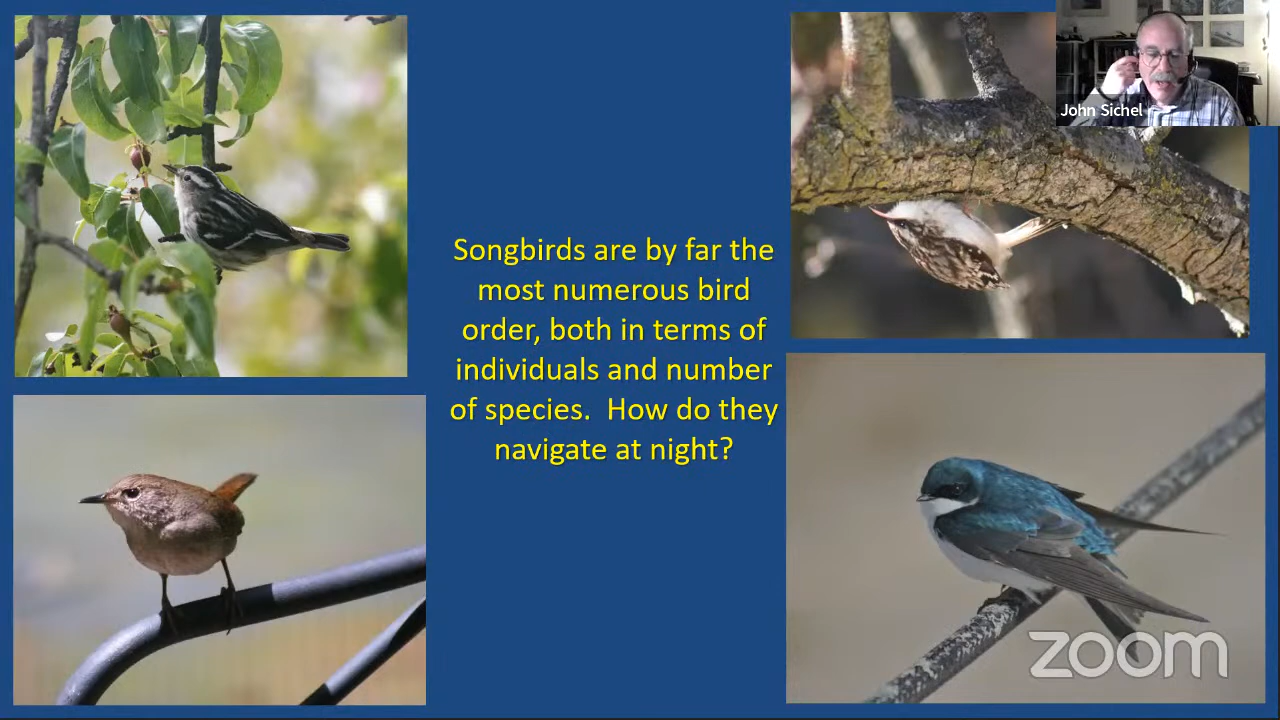 John Sichel
Songbirds are by far the
most numerous bird
order, both in terms of
individuals and number
of species.  How do they
navigate at night?
zoom